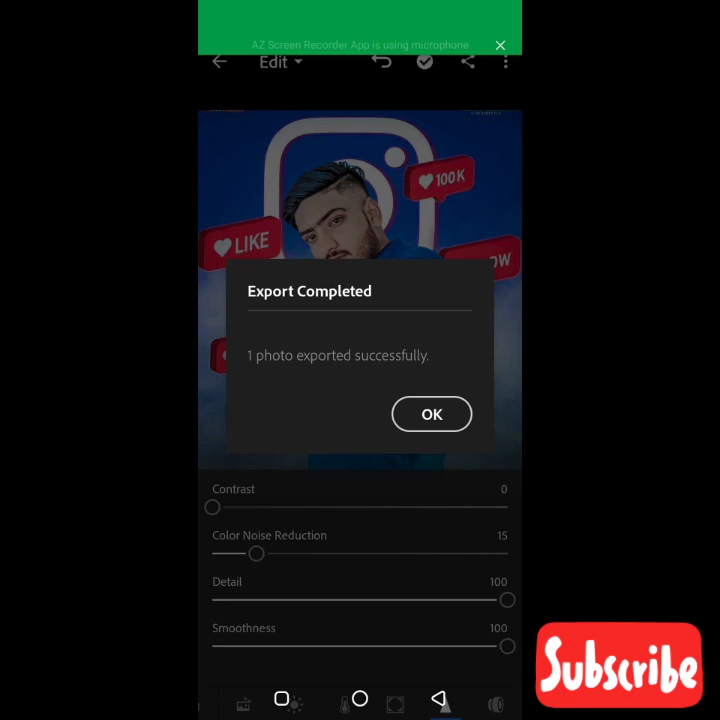 AZ Screen Recorder App is using microphone
Edit
100K
LIKE
OW
Export Completed
1 photo exported successfully.
OK
Contrast 0
Color Noise Reduction 15
Detail 100
Smoothness 100
Subscribe